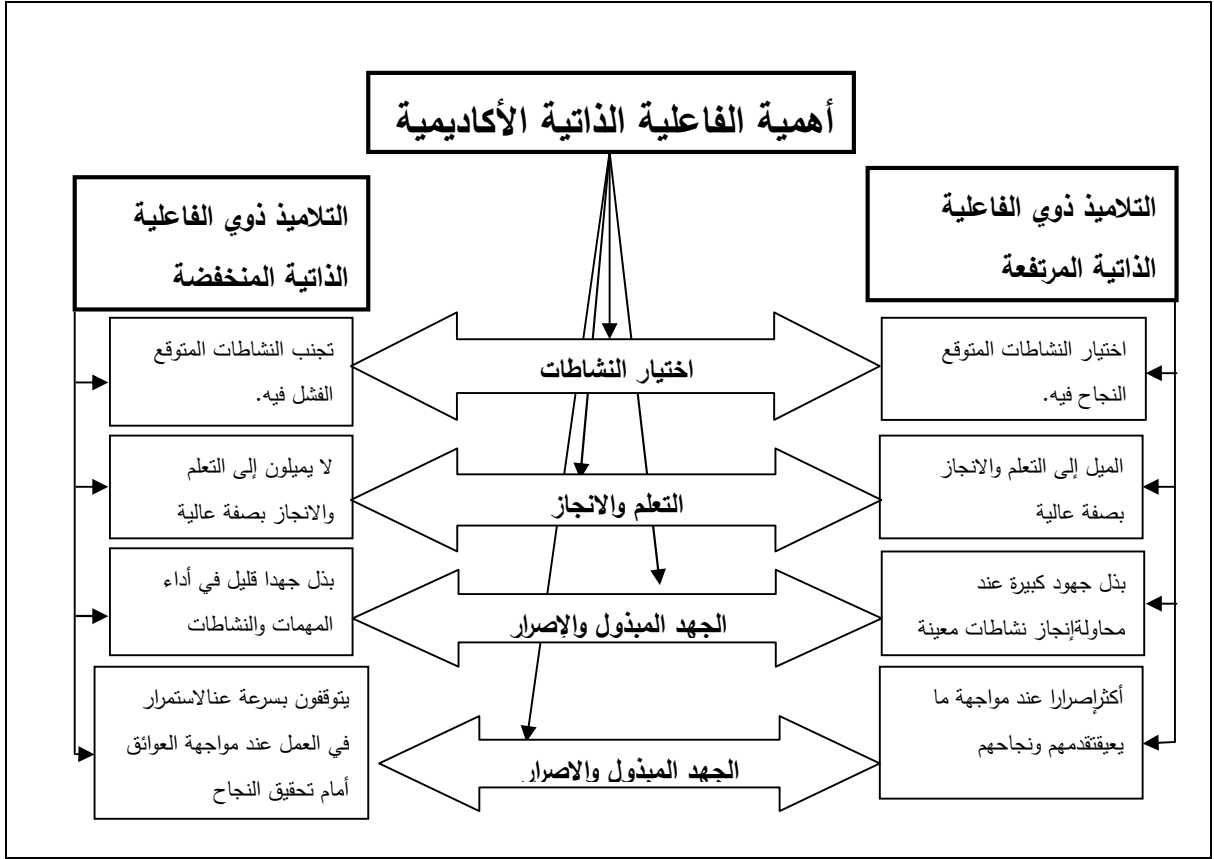 أهمية الفاعلية الذاتية الأكاديمية
التلاميذ ذوي الفاعلية
الذاتية المرتفعة
التلاميذ ذوي الفاعلية
الذاتية المنخفضة
اختيار النشاطات المتوقع
النجاح فيه.
اختيار النشاطات
تجنب النشاطات المتوقع
الفشل فيه.
الميل إلى التعلم والانجاز
بصفة عالية
التعلم والانجاز
لا يميلون إلى التعلم
والانجاز بصفة عالية
بذل جهود كبيرة عند
محاولةإنجاز نشاطات معينة
الجهد المبذول والإصرار
بذل جهدا قليل في أداء
المهمات والنشاطات
أكثرإصرارا عند مواجهة ما
يعيقتقدمهم ونجاحهم
الجهد المبذول والاصرار
يتوقفون بسرعة عنالاستمرار
في العمل عند مواجهة العوائق
أمام تحقيق النجاح